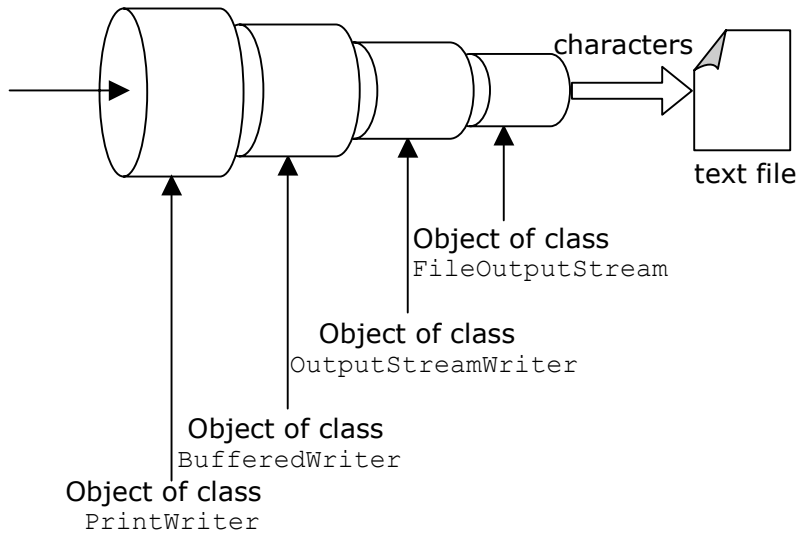 characters
text file
Object of class
FileOutputStream
Object of class
OutputStreamWriter
Object of class
BufferedWriter
Object of class
PrintWriter